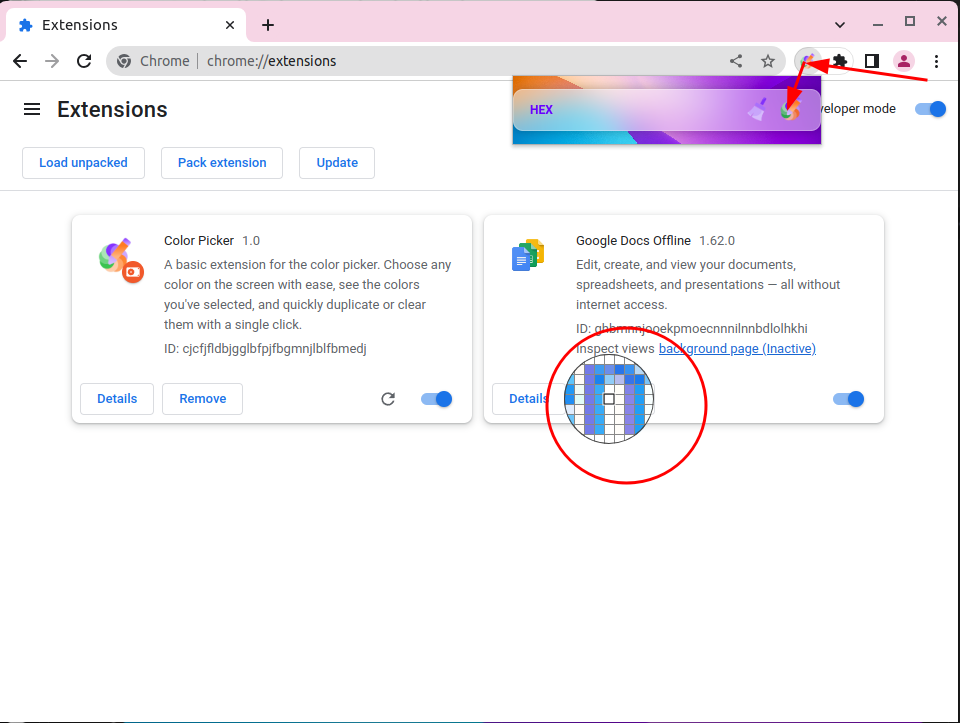 Extensions
Chrome
chrome://extensions
Extensions
HEX
veloper mode
Load unpacked
Pack extension
Update
Color Picker 1.0
A basic extension for the color picker. Choose any
color on the screen with ease, see the colors
you've selected, and quickly duplicate or clear
them with a single click.
ID: cjcfjfldbjgglbfpjfbgmnjlblfbmedj
Details
Remove
Google Docs Offline 1.62.0
Edit, create, and view your documents,
spreadsheets, and presentations — all without
internet access.
ID: ghbmnnjooekpmoecnnnilnnbdlolhkhi
Inspect views background page (Inactive)
Details